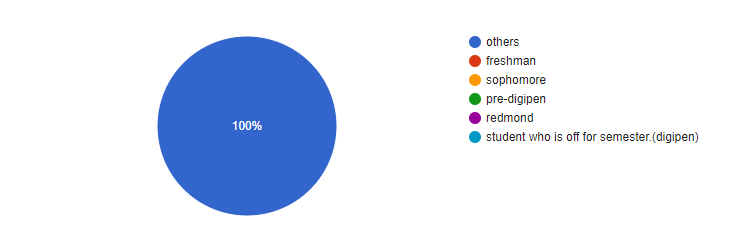 100%
others
freshman
sophomore
pre-digipen
redmond
student who is off for semester.(digipen)